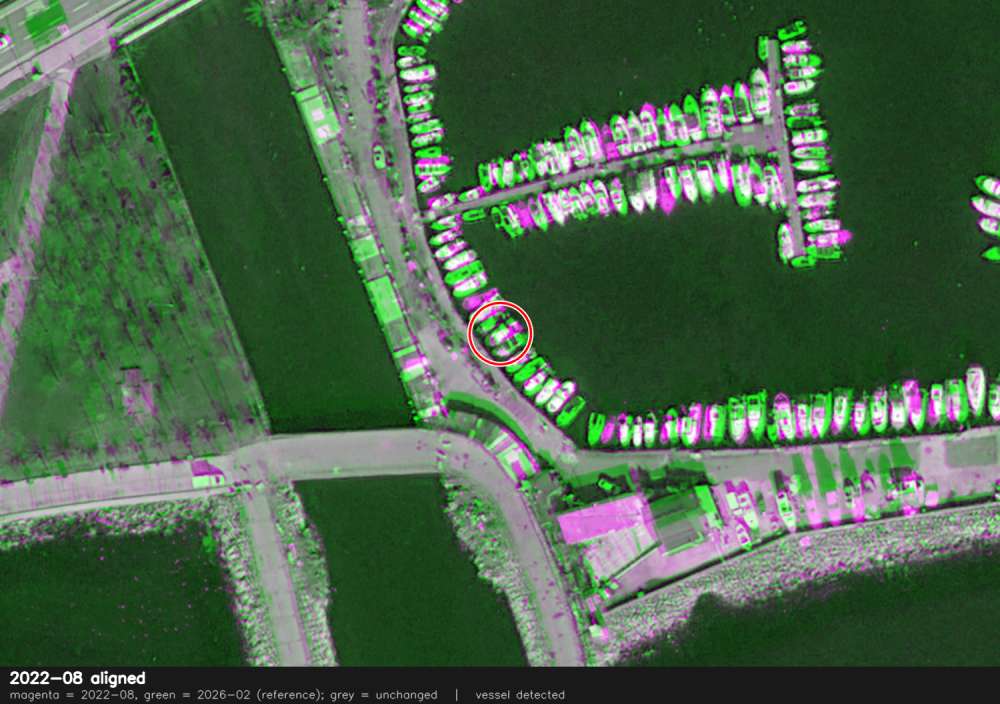 2022-08 aligned
magenta = 2022-08, green = 2026-02 (reference); grey = unchanged | vessel detected